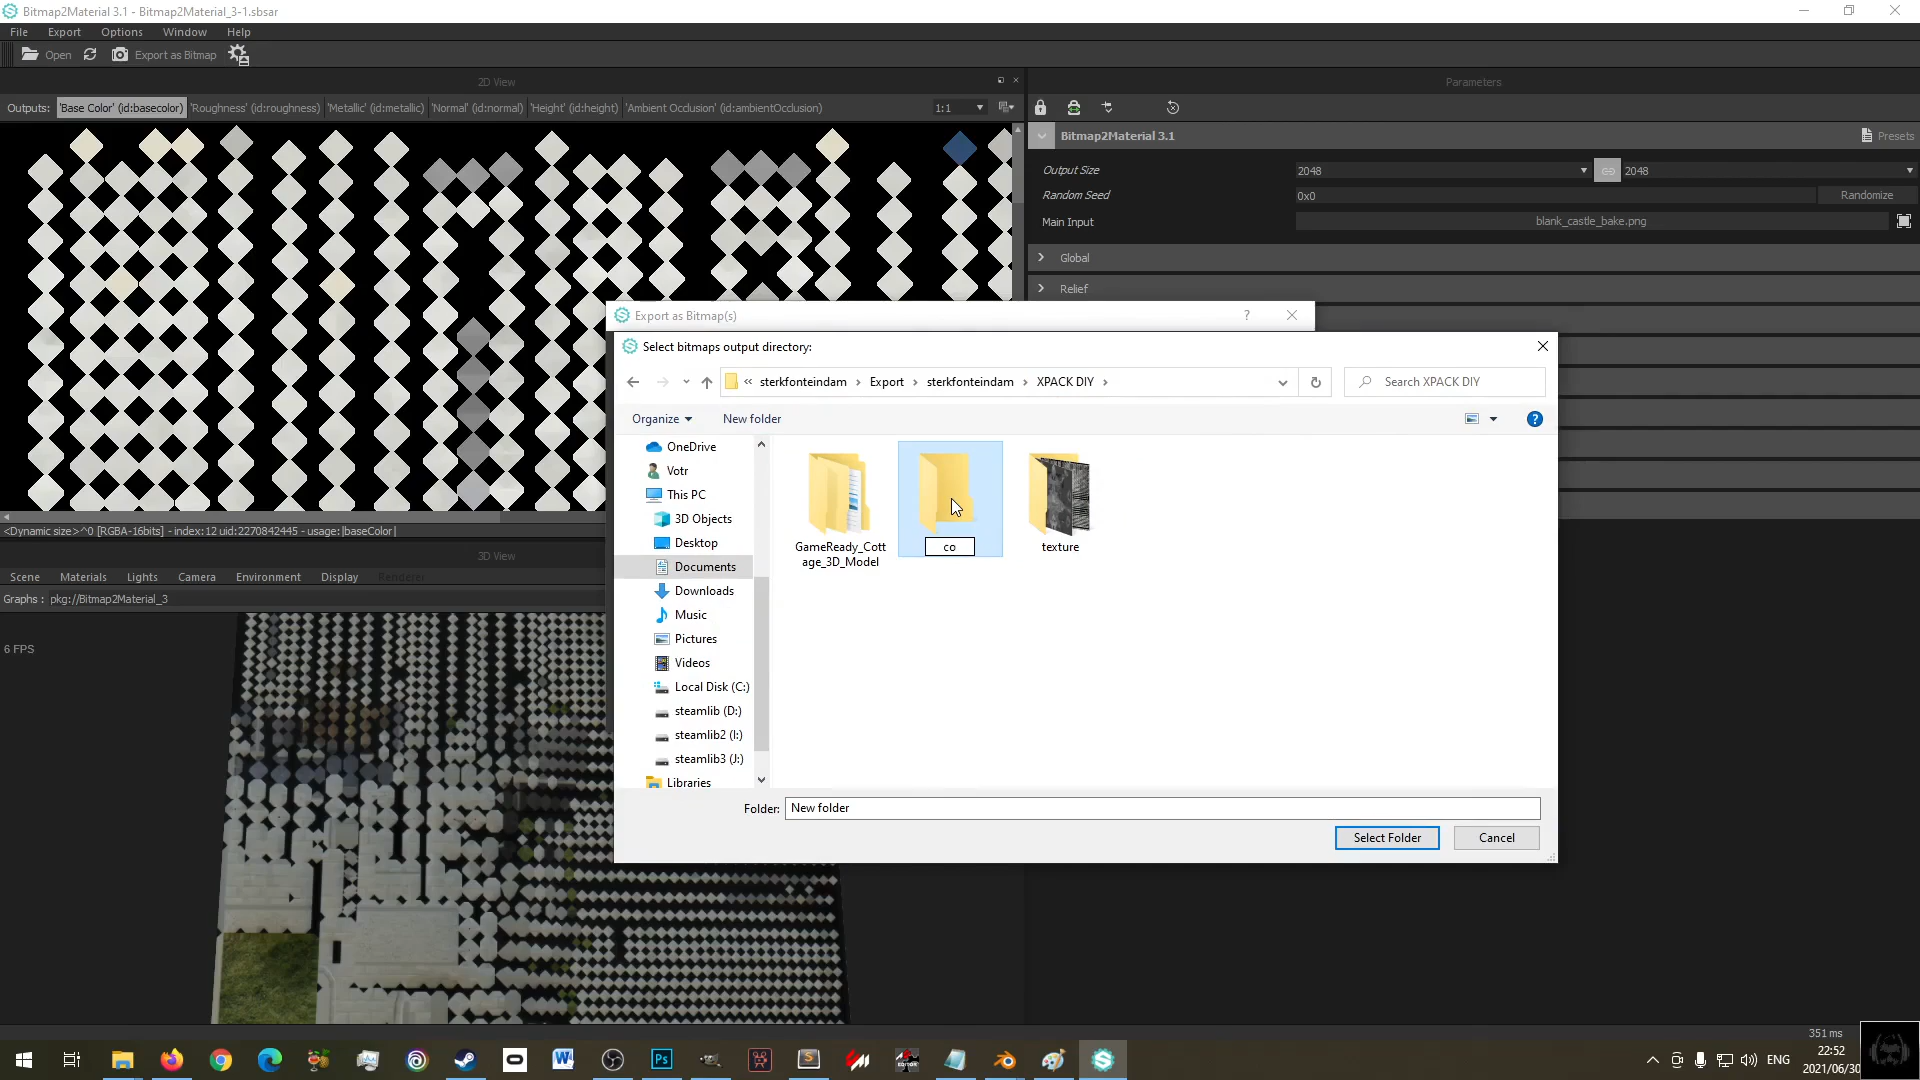 Bitmap2Material 3.1 - Bitmap2Material_3-1.sbsar
File Export Options Window Help
Open Export as Bitmap
2D View
Parameters
Outputs: 'Base Color' (id:basecolor) 'Roughness' (id:roughness) 'Metallic' (id:metallic) 'Normal' (id:normal) 'Height' (id:height) 'Ambient Occlusion' (id:ambientOcclusion) 1:1
Bitmap2Material 3.1 Presets
Output Size 2048 2048
Random Seed 0x0 Randomize
Main Input blank_castle_bake.png
Global
Relief
Export as Bitmap(s) ?
Select bitmaps output directory:
« sterkfonteindam Export sterkfonteindam XPACK DIY Search XPACK DIY
Organize New folder ?
OneDrive
Votr
This PC
3D Objects
Desktop
Documents
Downloads
Music
Pictures
Videos
Local Disk (C:)
steamlib (D:)
steamlib2 (I:)
steamlib3 (J:)
Libraries
GameReady_Cott
age_3D_Model
co
texture
Folder: New folder
Select Folder Cancel
<Dynamic size>^0 [RGBA-16bits] - index:12 uid:2270842445 - usage:|baseColor|
3D View
Scene Materials Lights Camera Environment Display Renderer
Graphs : pkg://Bitmap2Material_3
6 FPS
351 ms
ENG
22:52
2021/06/30